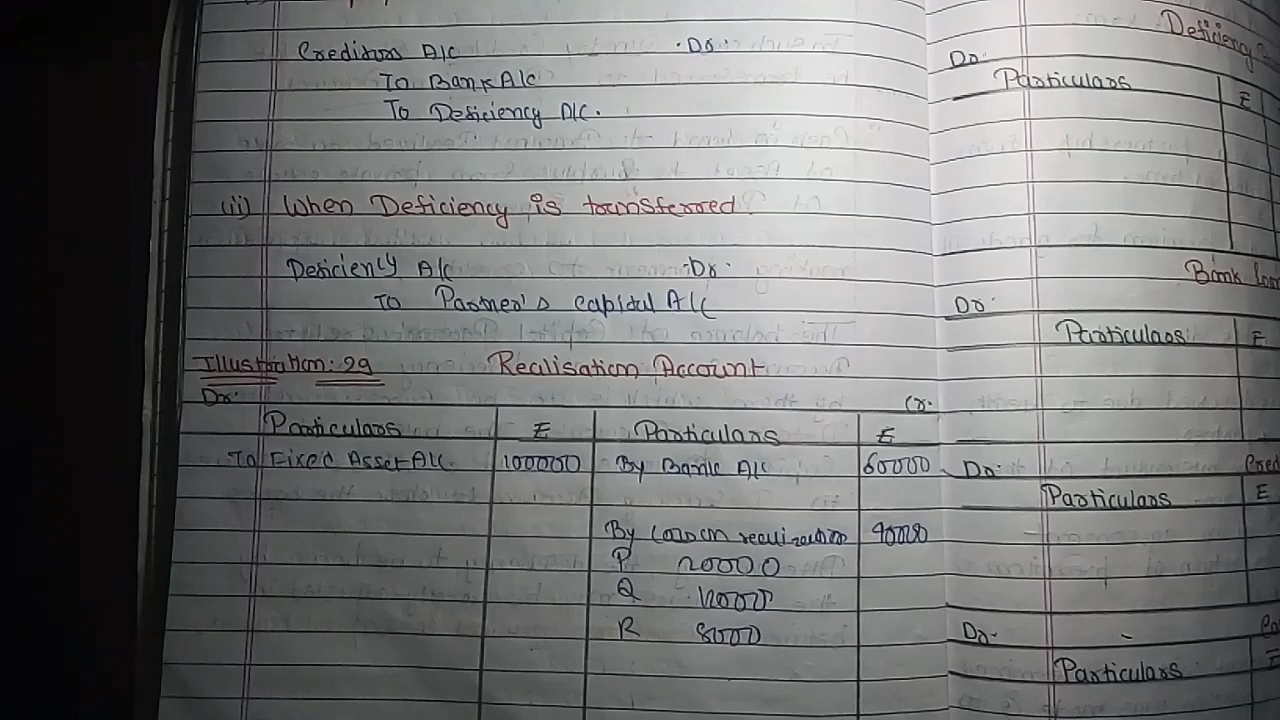 Creditors A/c Dr.
To Bank A/c
To Deficiency A/c.
(ii) When Deficiency is transferred
Deficiency A/c Dr.
To Partner's capital A/c
Illustration: 29 Realisation Account
Dr. Cr.
Particulars ₹ Particulars ₹
To Fixed Asset A/c. 100000 By Bank A/c 60000
By Loss on realization 40000
P 20000
Q 12000
R 8000
Deficiency
Dr.
Particulars ₹
Bank Loan
Dr.
Particulars ₹
Dr.
Particulars ₹
Dr.
Particulars ₹